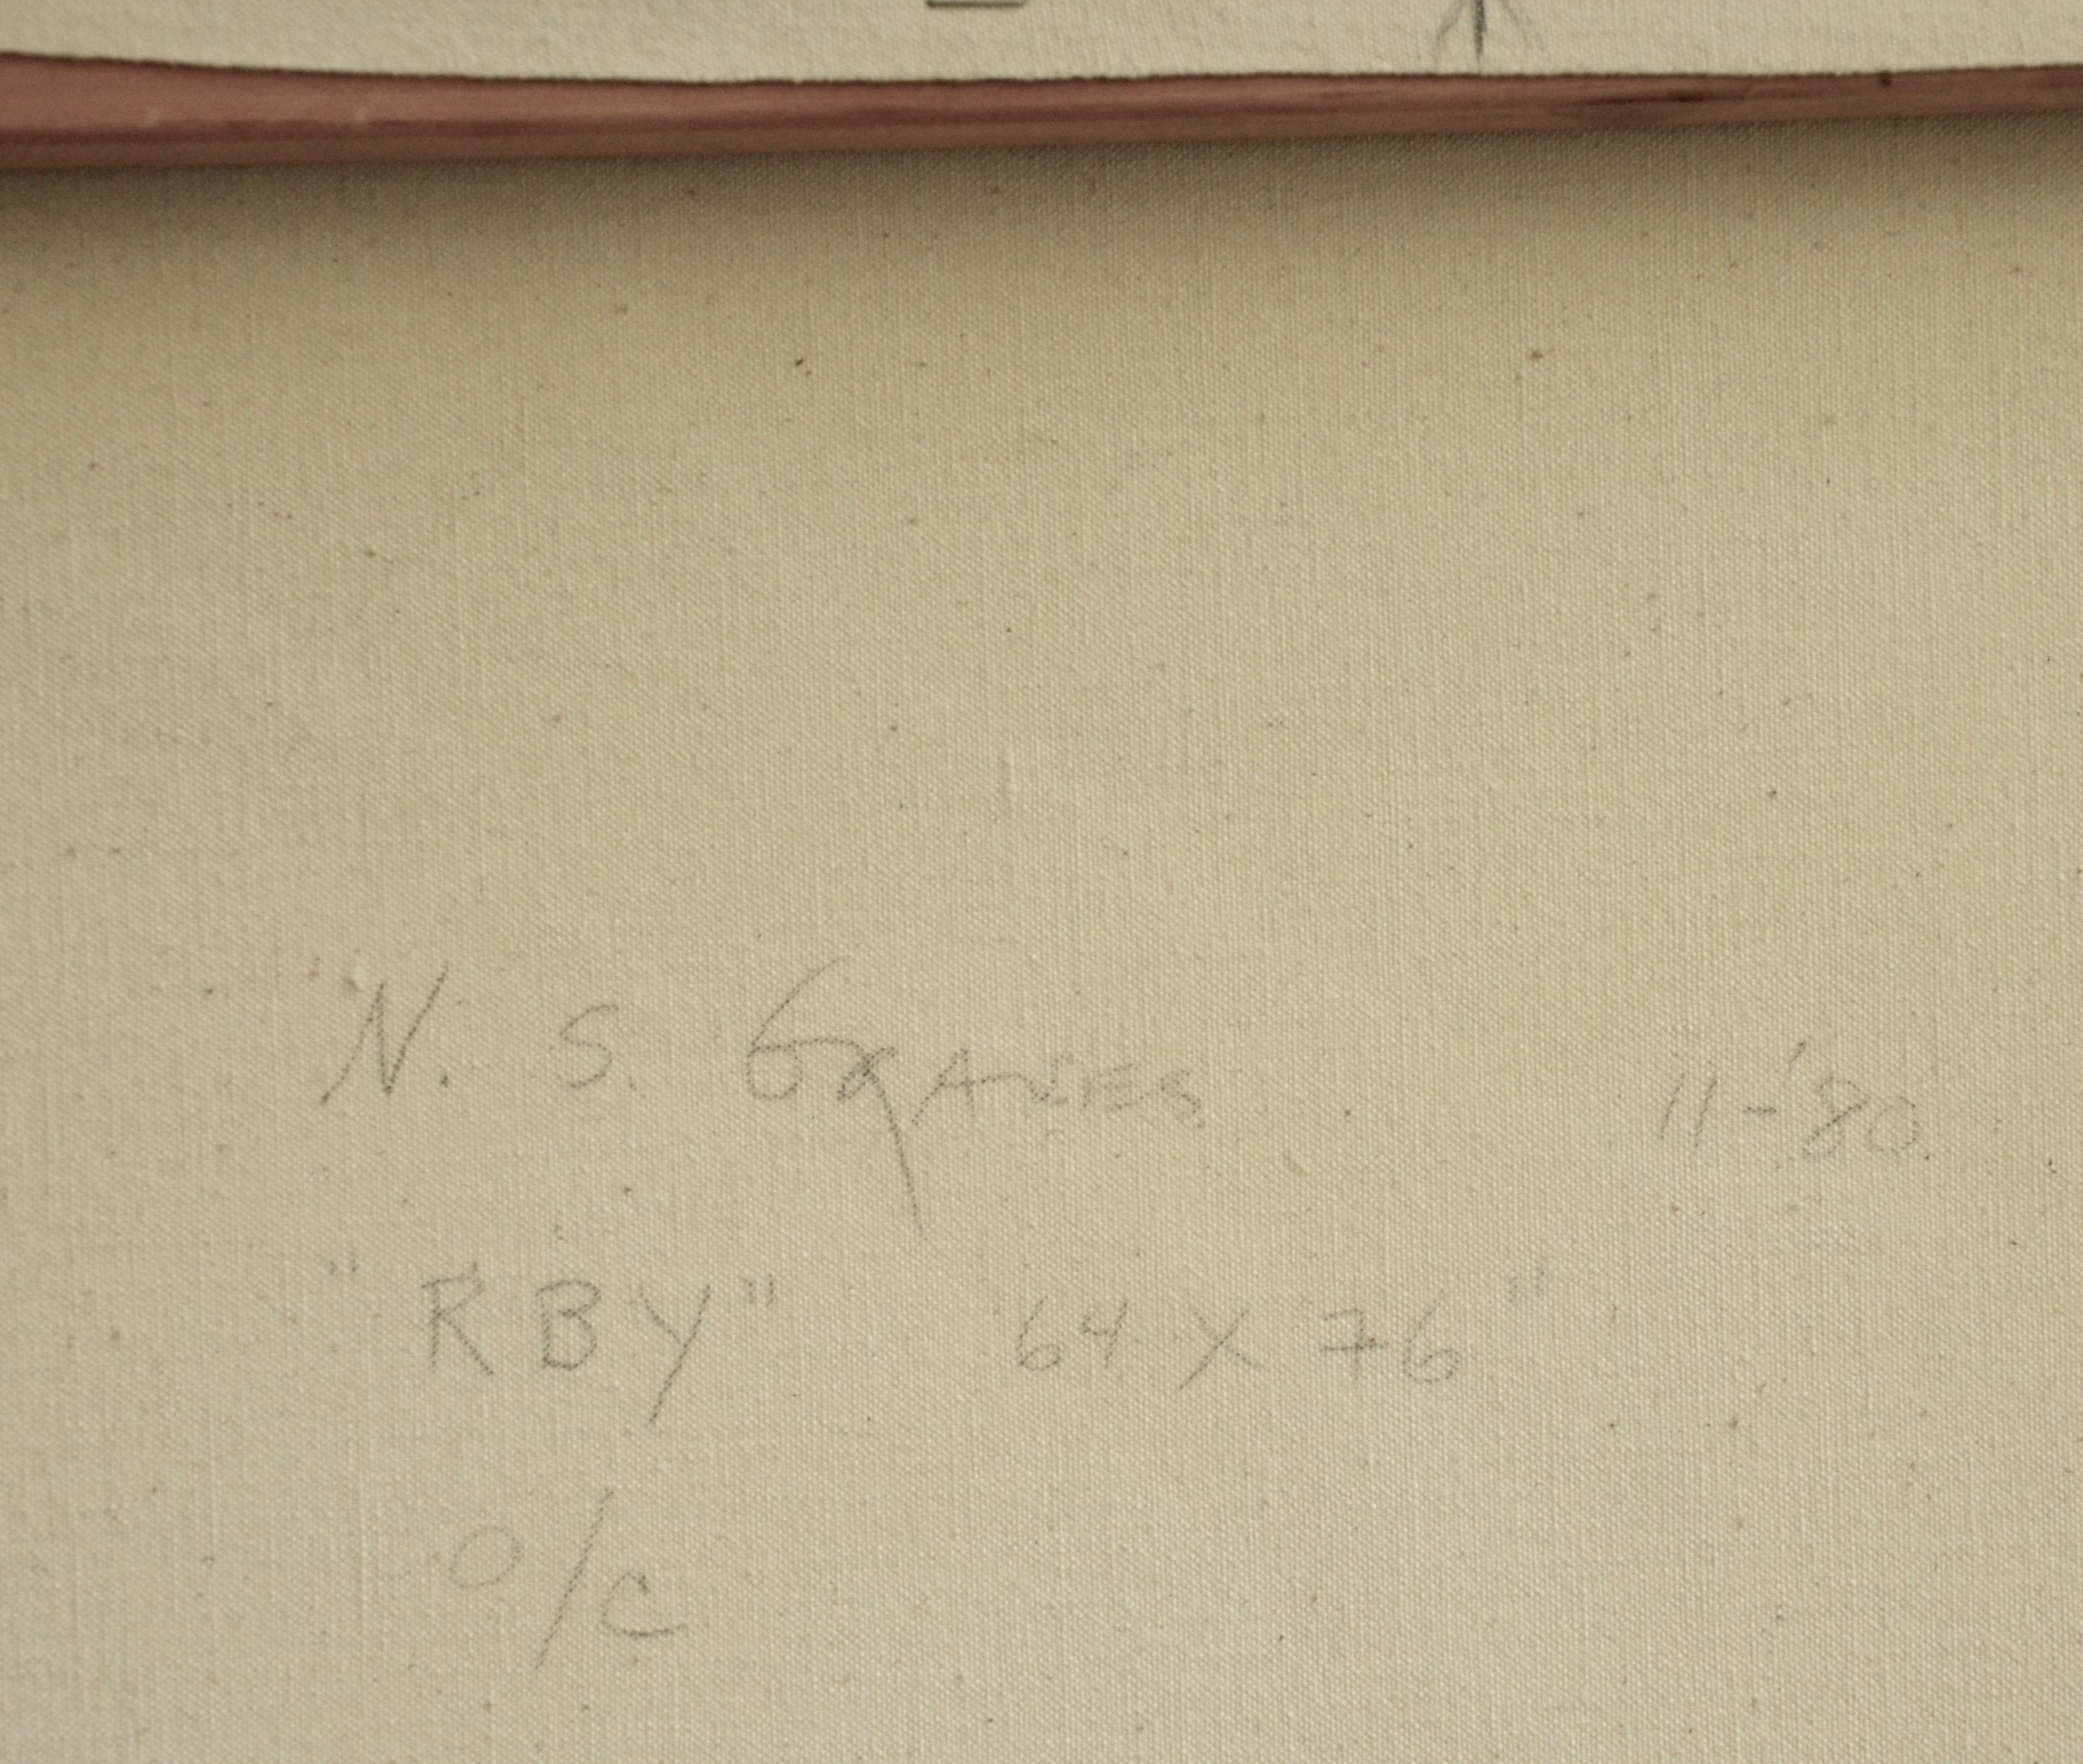 N. S. GRAVES 11-'80
"RBY" 64 X 76"
O/C